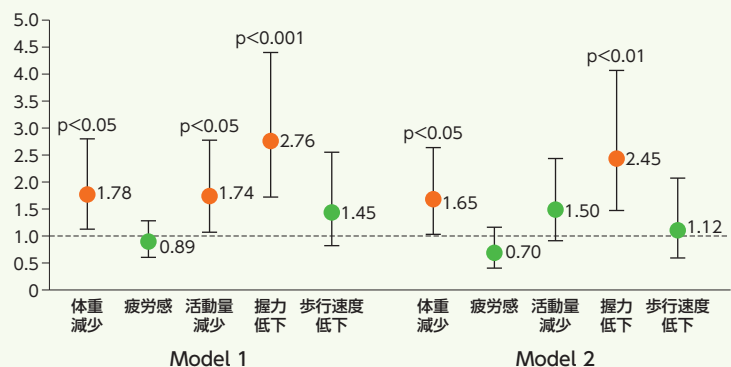 5.0
4.5
4.0
3.5
3.0
2.5
2.0
1.5
1.0
0.5
0
p<0.05
1.78
0.89
p<0.05
1.74
p<0.001
2.76
1.45
p<0.05
1.65
0.70
1.50
p<0.01
2.45
1.12
体重
減少
疲労感
活動量
減少
握力
低下
歩行速度
低下
体重
減少
疲労感
活動量
減少
握力
低下
歩行速度
低下
Model 1
Model 2